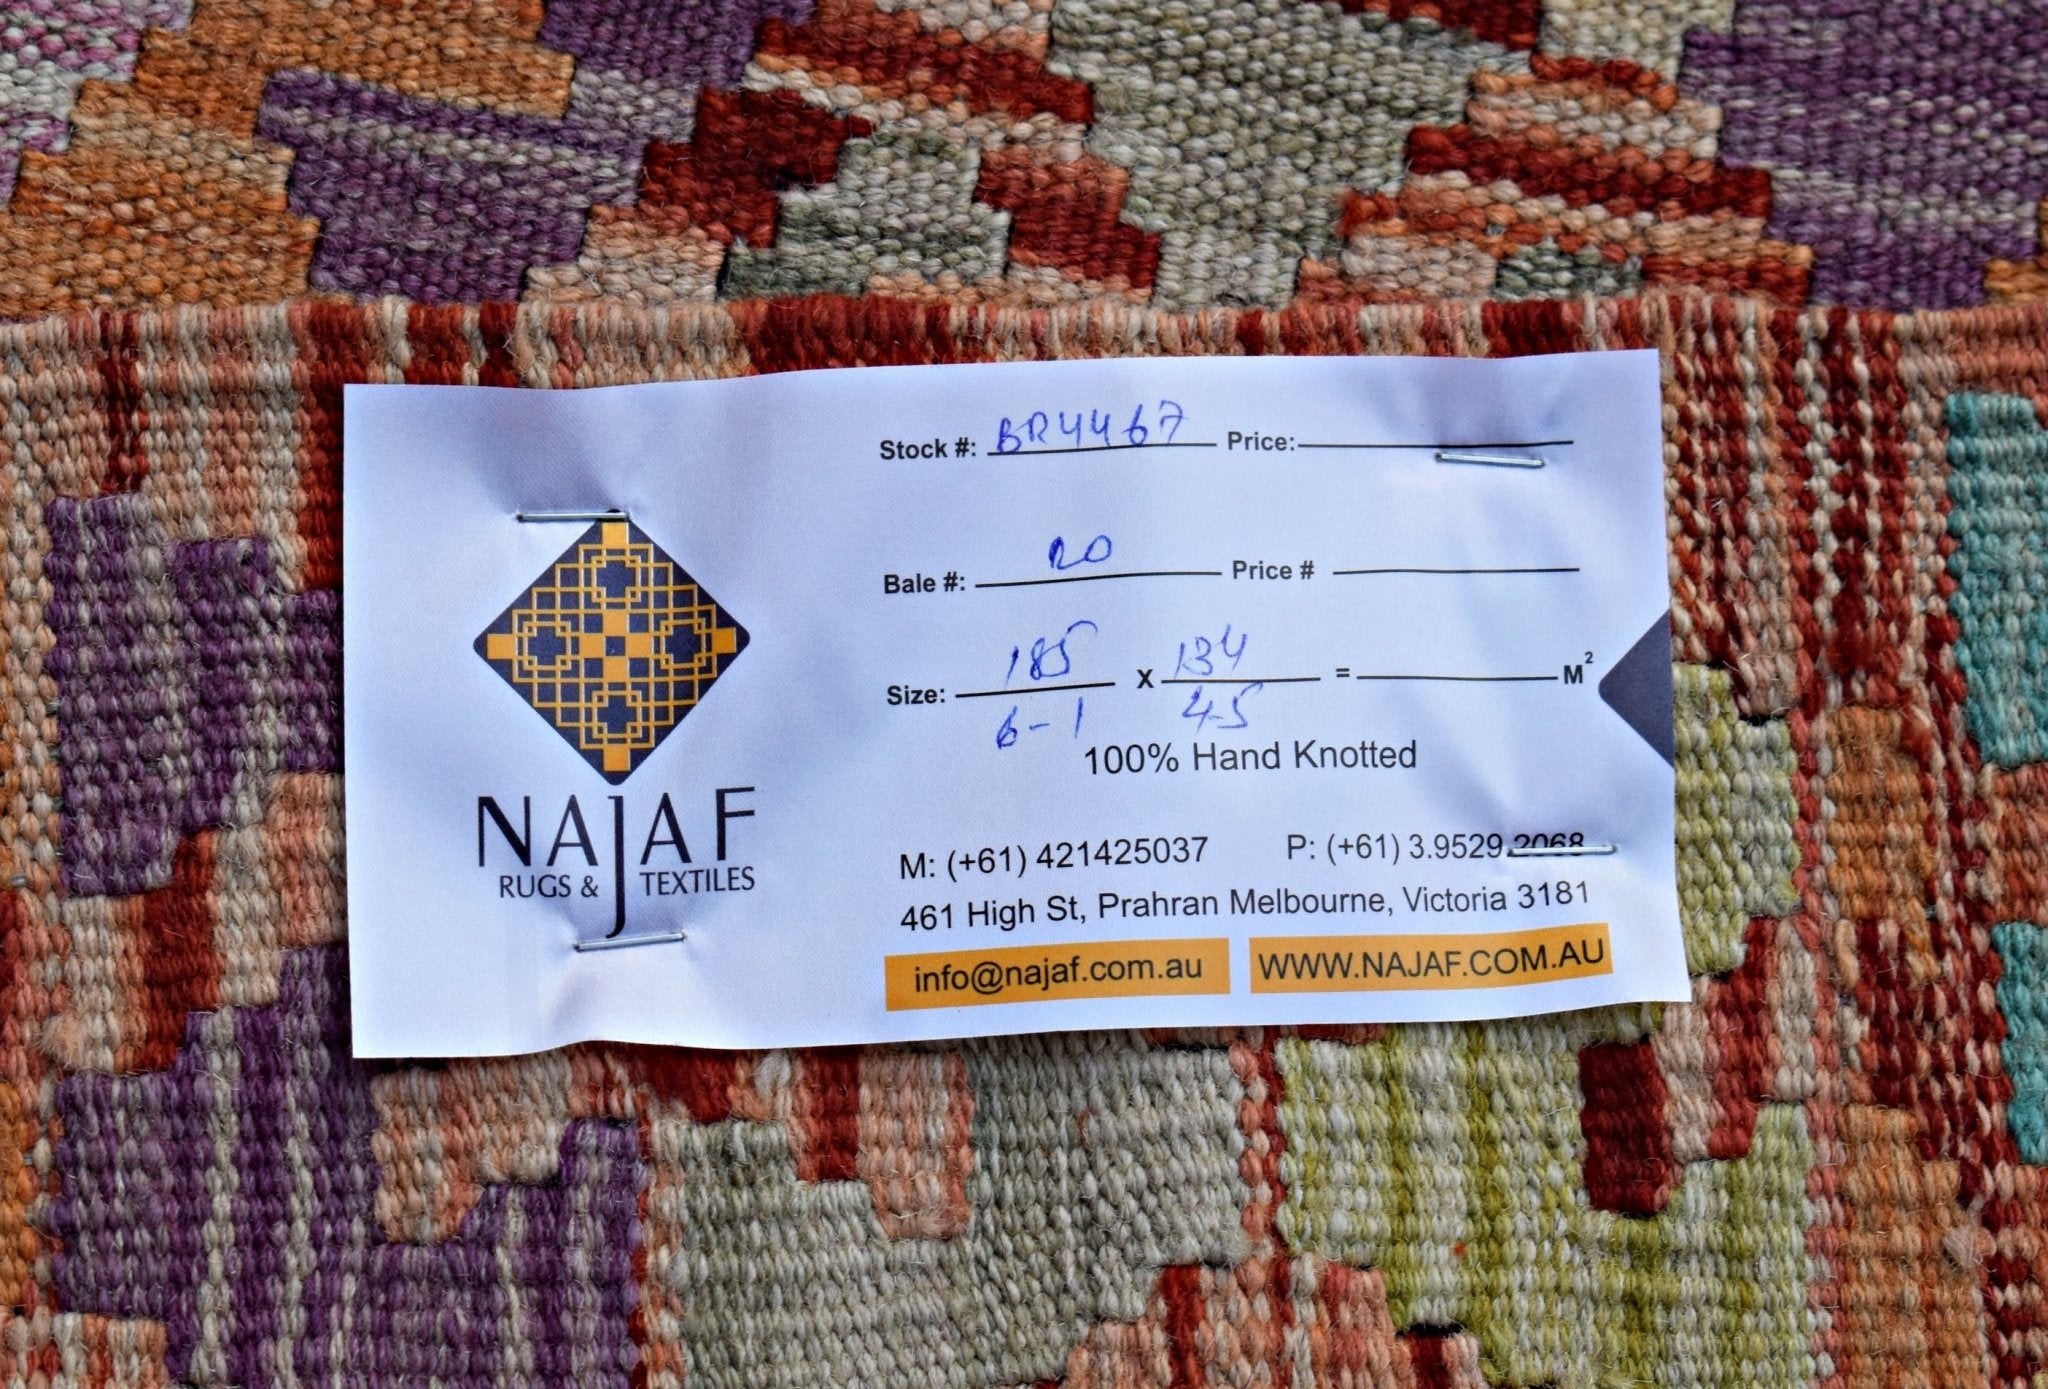 Stock #: BR4467 Price:
Bale #: 20 Price #
Size: 185 x 134 = M²
6-1 4-5
100% Hand Knotted
NAJAF
RUGS & TEXTILES
M: (+61) 421425037 P: (+61) 3.9529 2068
461 High St, Prahran Melbourne, Victoria 3181
info@najaf.com.au WWW.NAJAF.COM.AU